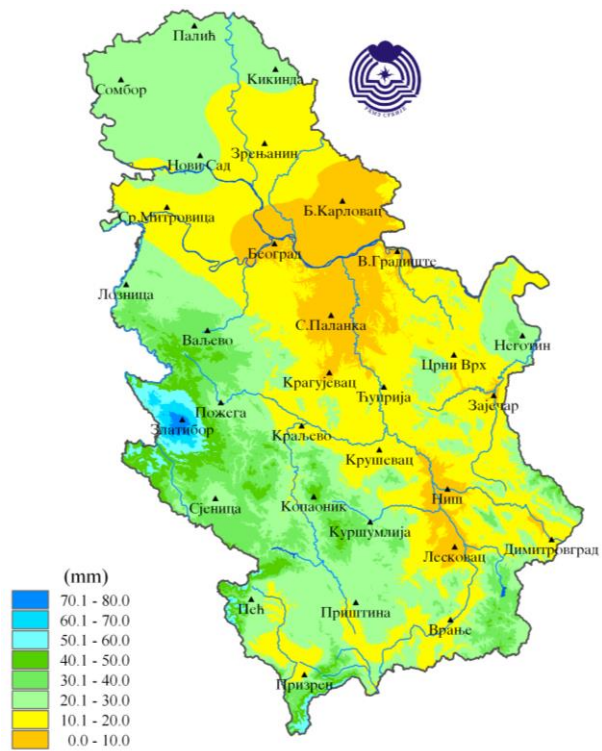 Палић
Кикинда
Сомбор
Зрењанин
Нови Сад
Б.Карловац
Ср.Митровица
Београд
В.Градиште
Лозница
С.Паланка
Ваљево
Неготин
Црни Врх
Крагујевац
Ћуприја
Зајечар
Пожега
Златибор
Краљево
Крушевац
Ниш
Сјеница
Копаоник
Куршумлија
Лесковац
Димитровград
Пећ
Приштина
Врање
Призрен
(mm)
70.1 - 80.0
60.1 - 70.0
50.1 - 60.0
40.1 - 50.0
30.1 - 40.0
20.1 - 30.0
10.1 - 20.0
0.0 - 10.0